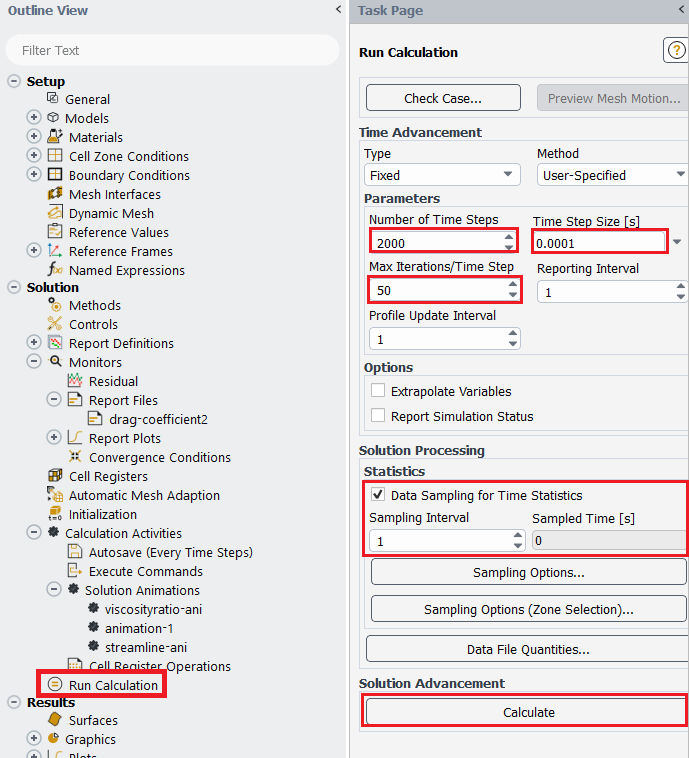 Outline View
Filter Text
Setup
General
Models
Materials
Cell Zone Conditions
Boundary Conditions
Mesh Interfaces
Dynamic Mesh
Reference Values
Reference Frames
Named Expressions
Solution
Methods
Controls
Report Definitions
Monitors
Residual
Report Files
drag-coefficient2
Report Plots
Convergence Conditions
Cell Registers
Automatic Mesh Adaption
Initialization
Calculation Activities
Autosave (Every Time Steps)
Execute Commands
Solution Animations
viscosityratio-ani
animation-1
streamline-ani
Cell Register Operations
Run Calculation
Results
Surfaces
Graphics
Plots
Task Page
Run Calculation
?
Check Case...
Preview Mesh Motion...
Time Advancement
Type
Method
Fixed
User-Specified
Parameters
Number of Time Steps
Time Step Size [s]
2000
0.0001
Max Iterations/Time Step
Reporting Interval
50
1
Profile Update Interval
1
Options
Extrapolate Variables
Report Simulation Status
Solution Processing
Statistics
Data Sampling for Time Statistics
Sampling Interval
Sampled Time [s]
1
0
Sampling Options...
Sampling Options (Zone Selection)...
Data File Quantities...
Solution Advancement
Calculate